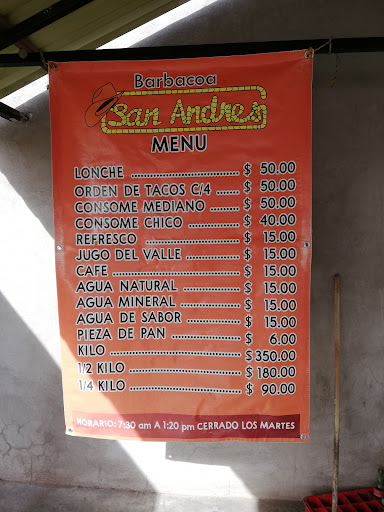 Barbacoa
San Andres
MENU
LONCHE ........................ $ 50.00
ORDEN DE TACOS C/4 ...... $ 50.00
CONSOME MEDIANO ........... $ 50.00
CONSOME CHICO ............... $ 40.00
REFRESCO ........................ $ 15.00
JUGO DEL VALLE ............... $ 15.00
CAFE .............................. $ 15.00
AGUA NATURAL ............... $ 15.00
AGUA MINERAL ............... $ 15.00
AGUA DE SABOR ............... $ 15.00
PIEZA DE PAN .................. $ 6.00
KILO .............................. $ 350.00
1/2 KILO ........................ $ 180.00
1/4 KILO ........................ $ 90.00
HORARIO: 7:30 am A 1:20 pm CERRADO LOS MARTES